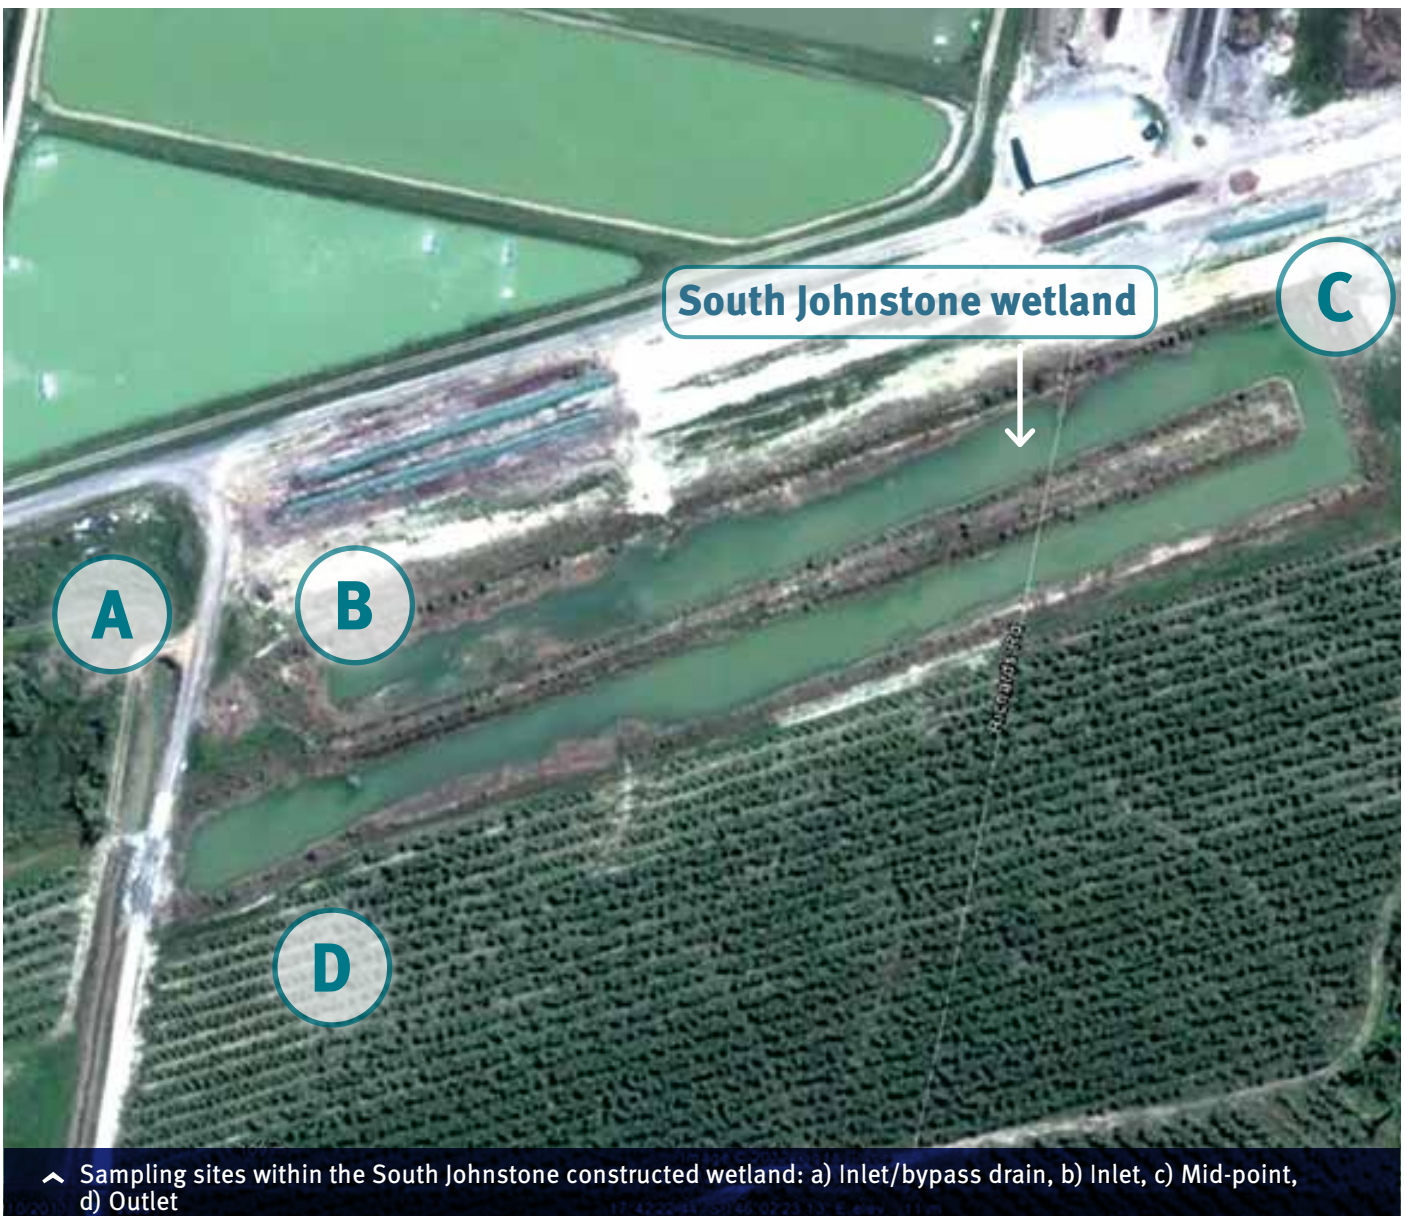 South Johnstone wetland
C
A
B
D
Sampling sites within the South Johnstone constructed wetland: a) Inlet/bypass drain, b) Inlet, c) Mid-point,
d) Outlet